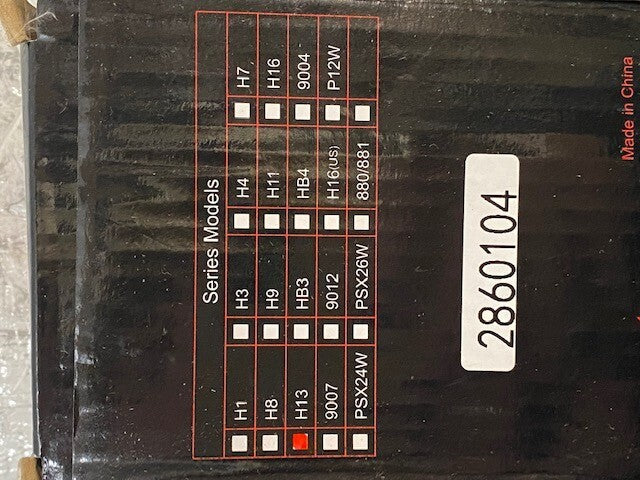 Series Models
H1 H3 H4 H7
H8 H9 H11 H16
H13 HB3 HB4 9004
9007 9012 H16(US) P12W
PSX24W PSX26W 880/881
2860104
Made in China